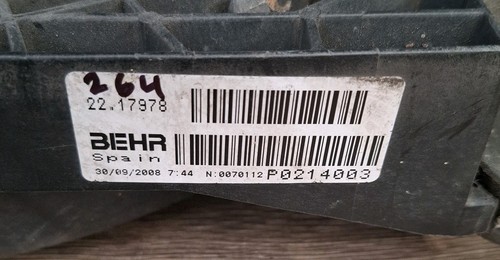 264
22.17978
BEHR
Spain
30/09/2008 7:44 N:0070112 P0214003